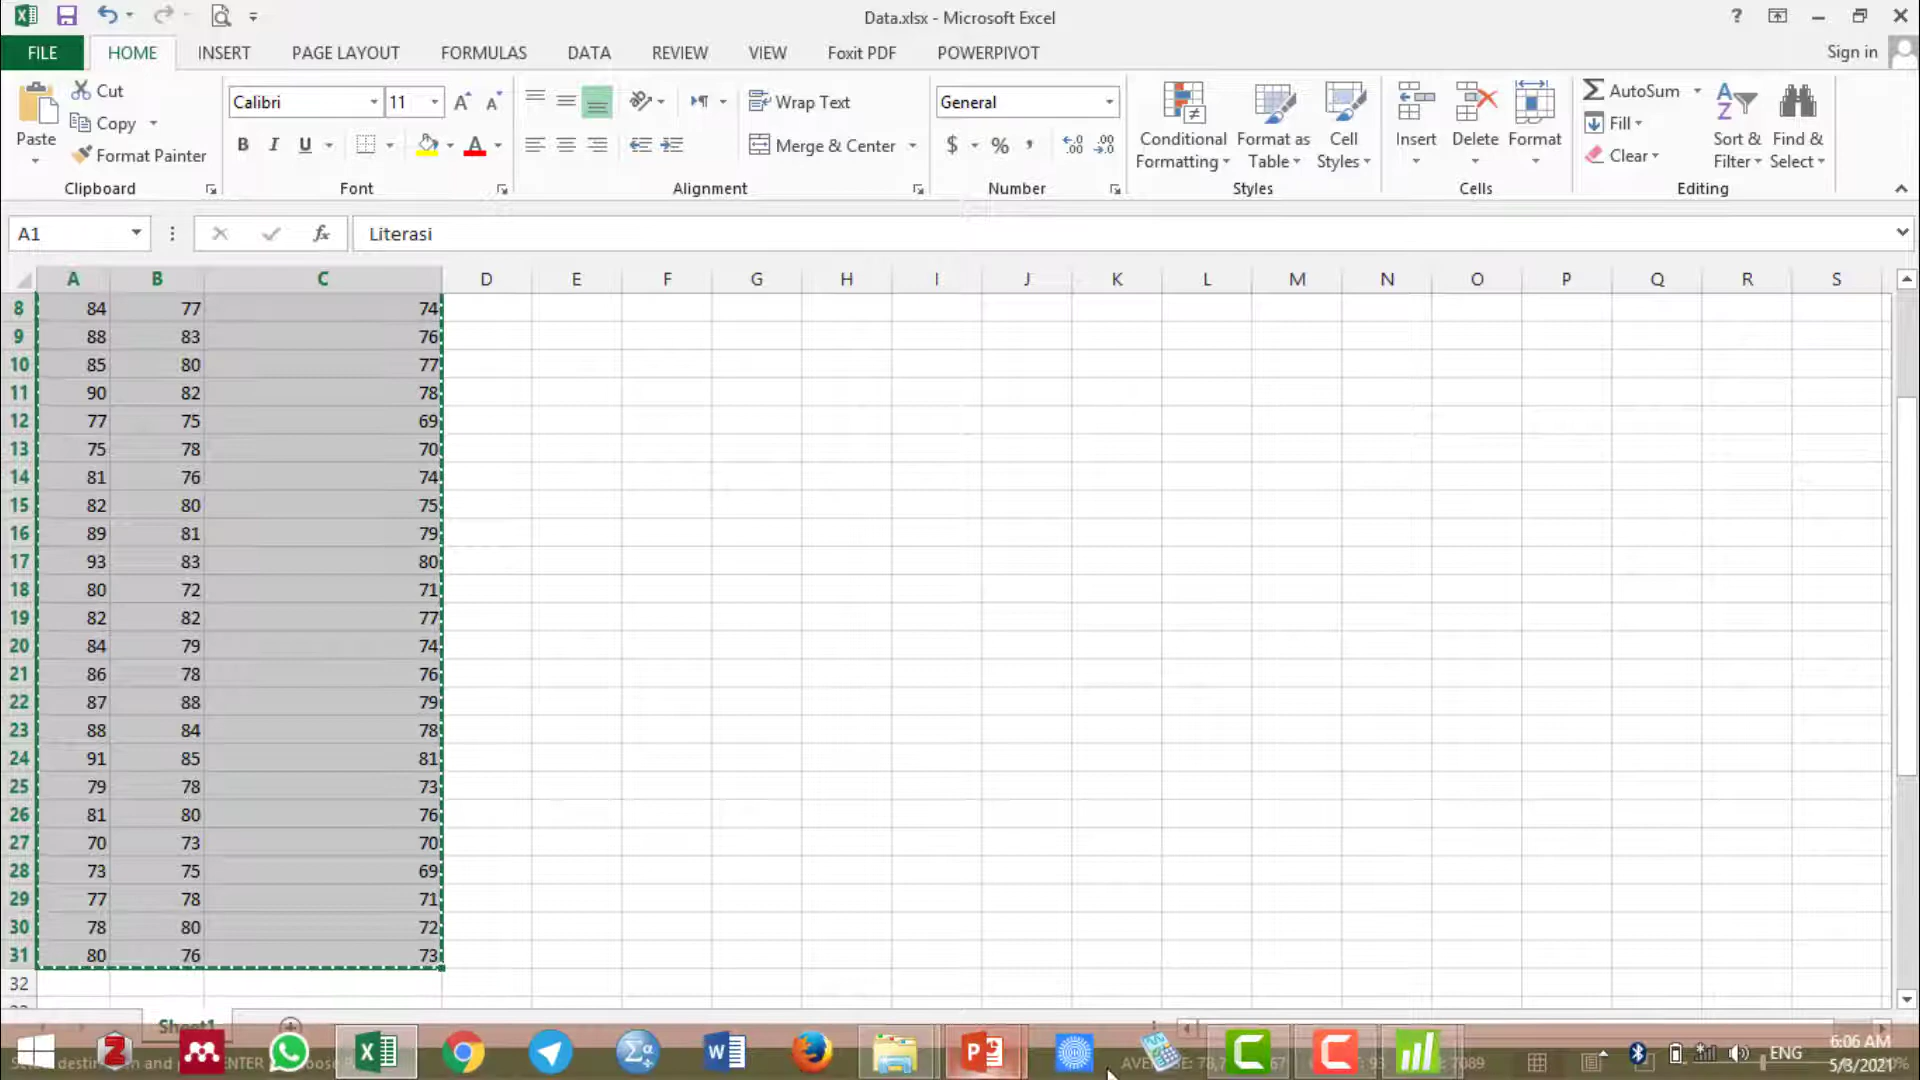 Data.xlsx - Microsoft Excel
?
FILE HOME INSERT PAGE LAYOUT FORMULAS DATA REVIEW VIEW Foxit PDF POWERPIVOT Sign in
Paste Cut
Copy
Format Painter
Clipboard
Calibri 11
B I U A
Font
Wrap Text
Merge & Center
Alignment
General
$ % ,
Number
Conditional Formatting
Format as Table
Cell Styles
Styles
Insert Delete Format
Cells
AutoSum
Fill
Clear
Sort & Filter
Find & Select
Editing
A1 fx Literasi
A B C D E F G H I J K L M N O P Q R S
8 84 77 74
9 88 83 76
10 85 80 77
11 90 82 78
12 77 75 69
13 75 78 70
14 81 76 74
15 82 80 75
16 89 81 79
17 93 83 80
18 80 72 71
19 82 82 77
20 84 79 74
21 86 78 76
22 87 88 79
23 88 84 78
24 91 85 81
25 79 78 73
26 81 80 76
27 70 73 70
28 73 75 69
29 77 78 71
30 78 80 72
31 80 76 73
32
Sheet1
ENG
6:06 AM
5/3/2021